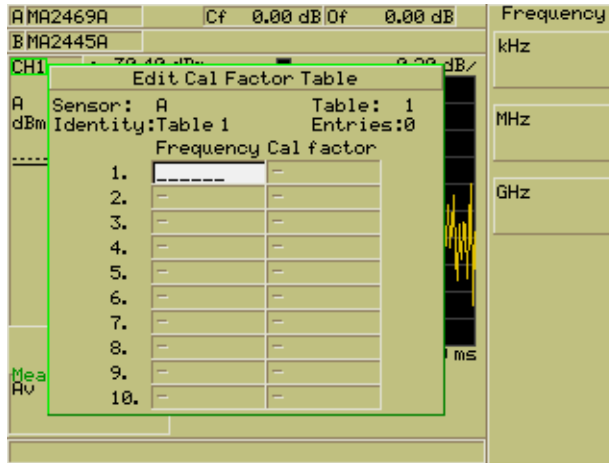 A MA2469A Cf 0.00 dB Of 0.00 dB
B MA2445A
CH1 dB/
Edit Cal Factor Table
Sensor: A Table: 1
Identity:Table 1 Entries:0
Frequency Cal factor
1. ______ –
2. – –
3. – –
4. – –
5. – –
6. – –
7. – –
8. – –
9. – –
10. – –
A
dBm
ms
Mea
AV
Frequency
kHz
MHz
GHz